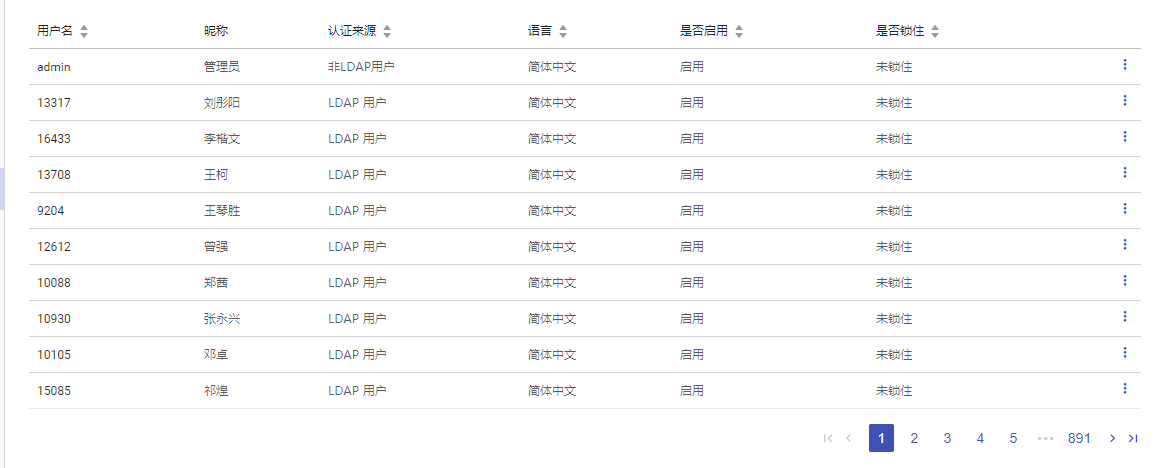 用户名 昵称 认证来源 语言 是否启用 是否锁住
admin 管理员 非LDAP用户 简体中文 启用 未锁住
13317 刘彤阳 LDAP 用户 简体中文 启用 未锁住
16433 李楷文 LDAP 用户 简体中文 启用 未锁住
13708 王柯 LDAP 用户 简体中文 启用 未锁住
9204 王琴胜 LDAP 用户 简体中文 启用 未锁住
12612 曾强 LDAP 用户 简体中文 启用 未锁住
10088 郑茜 LDAP 用户 简体中文 启用 未锁住
10930 张永兴 LDAP 用户 简体中文 启用 未锁住
10105 邓卓 LDAP 用户 简体中文 启用 未锁住
15085 祁煌 LDAP 用户 简体中文 启用 未锁住
1 2 3 4 5 ••• 891